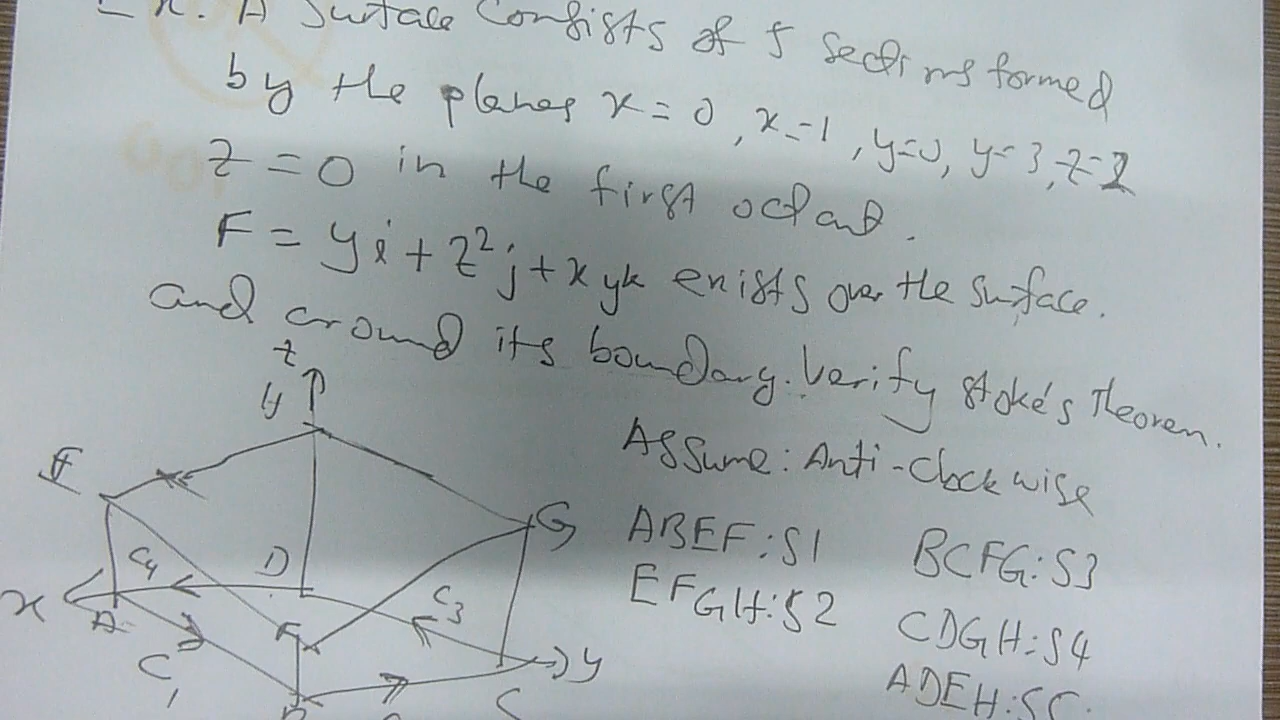 Ex. A Surface Consists of 5 Sections formed
by the planes x=0, x=1, y=0, y=3, z=2
z=0 in the first octant.
F = yi + z²j + xyk exists over the surface.
and around its boundary. Verify stoke's Theorem.
z
H
E
Assume: Anti-clockwise
G
ABEF: S1
BCFG: S3
C4
D
EFGH: S2
C3
x
A
F
CDGH: S4
y
C1
ADEH: S5.
B
C